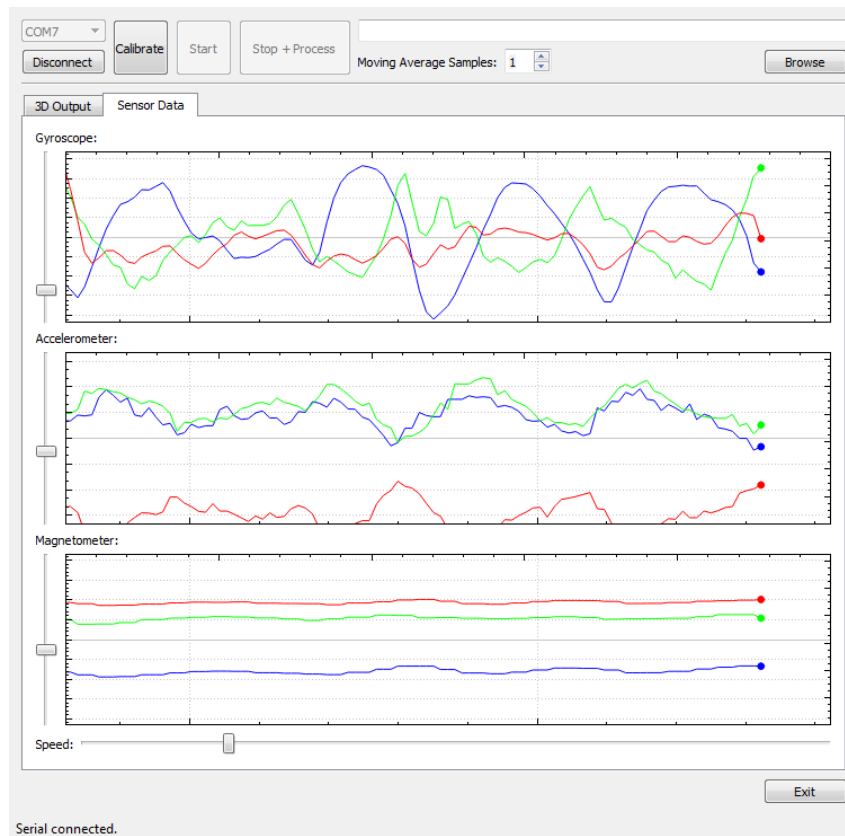 COM7
Disconnect
Calibrate
Start
Stop + Process
Moving Average Samples: 1
Browse
3D Output
Sensor Data
Gyroscope:
Accelerometer:
Magnetometer:
Speed:
Exit
Serial connected.